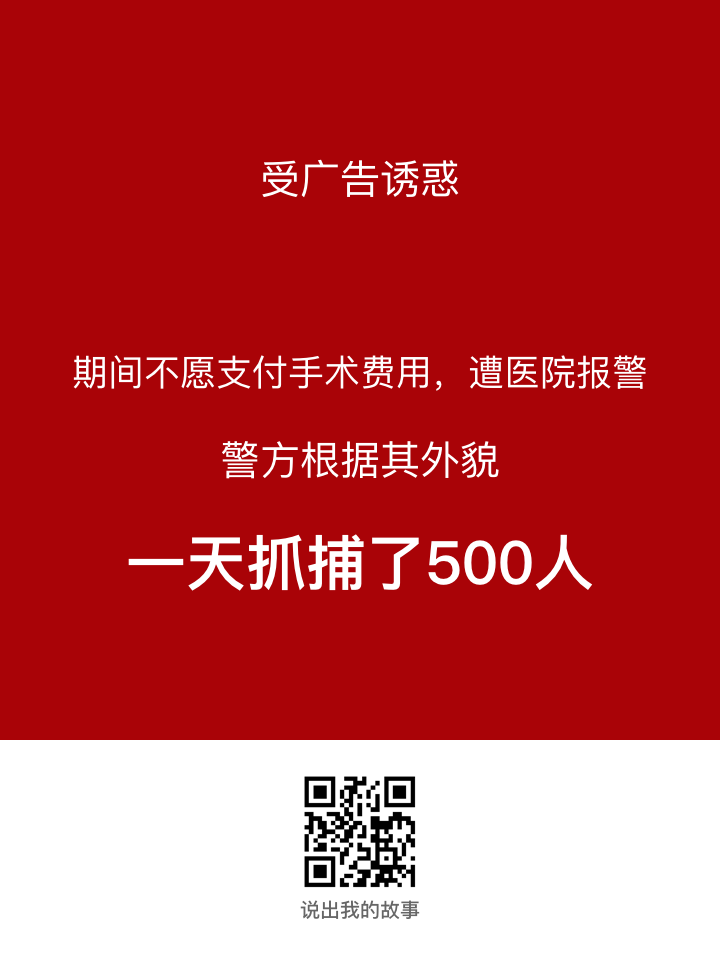 受广告诱惑
期间不愿支付手术费用，遭医院报警
警方根据其外貌
一天抓捕了500人
说出我的故事